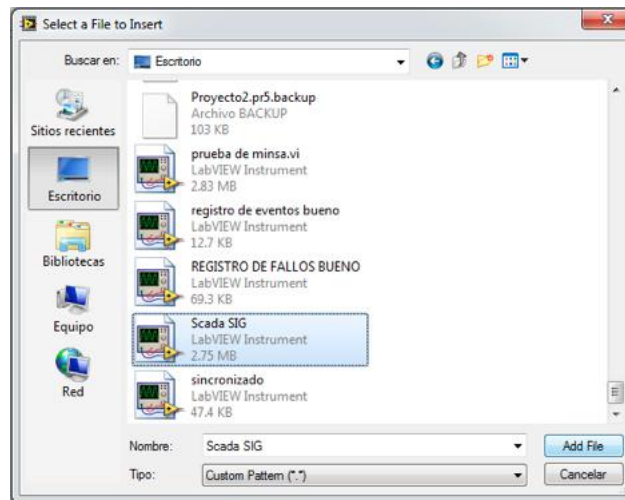 Select a File to Insert
Buscar en:
Escritorio
Sitios recientes
Escritorio
Bibliotecas
Equipo
Red
Proyecto2.pr5.backup
Archivo BACKUP
103 KB
prueba de minsa.vi
LabVIEW Instrument
2.83 MB
registro de eventos bueno
LabVIEW Instrument
12.7 KB
REGISTRO DE FALLOS BUENO
LabVIEW Instrument
69.3 KB
Scada SIG
LabVIEW Instrument
2.75 MB
sincronizado
LabVIEW Instrument
47.4 KB
Nombre:
Scada SIG
Add File
Tipo:
Custom Pattern (*.*)
Cancelar